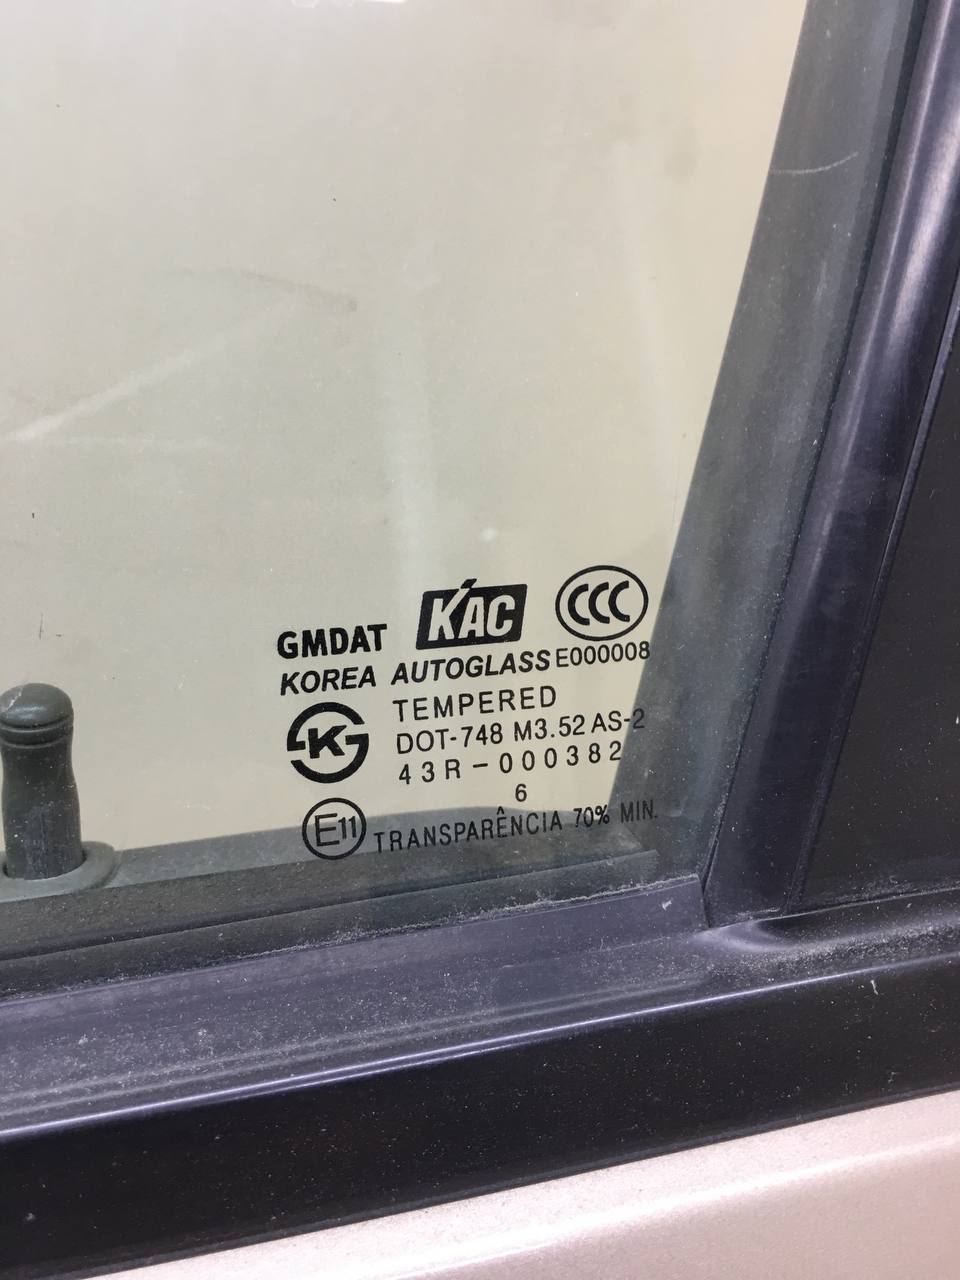 GMDAT KAC CCC
KOREA AUTOGLASS E000008
TEMPERED
K DOT-748 M3.52 AS-2
43R-000382
6
E11 TRANSPARÊNCIA 70% MIN.